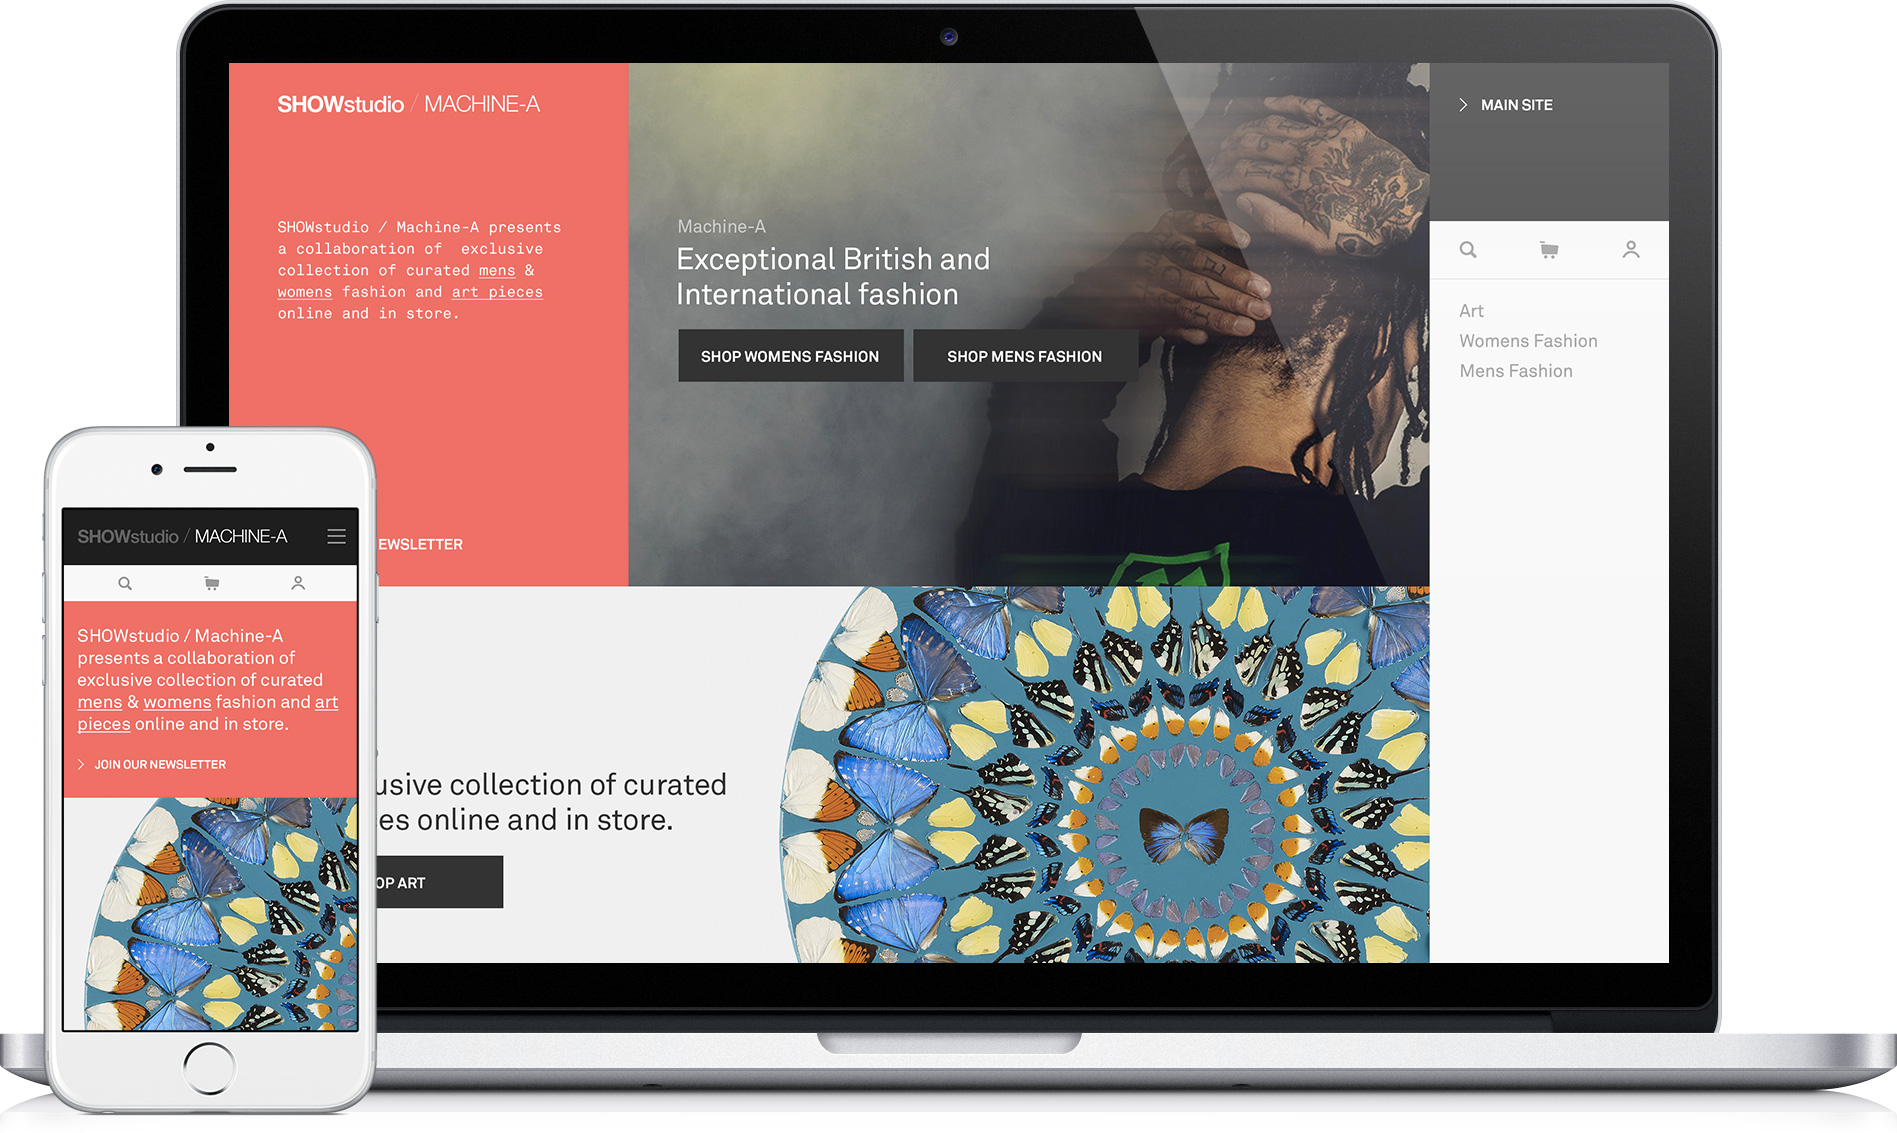 SHOWstudio / MACHINE-A
SHOWstudio / Machine-A presents
a collaboration of exclusive
collection of curated mens &
womens fashion and art pieces
online and in store.
EWSLETTER
Machine-A
Exceptional British and
International fashion
SHOP WOMENS FASHION
SHOP MENS FASHION
MAIN SITE
Art
Womens Fashion
Mens Fashion
usive collection of curated
es online and in store.
OP ART
SHOWstudio / MACHINE-A
SHOWstudio / Machine-A
presents a collaboration of
exclusive collection of curated
mens & womens fashion and art
pieces online and in store.
JOIN OUR NEWSLETTER